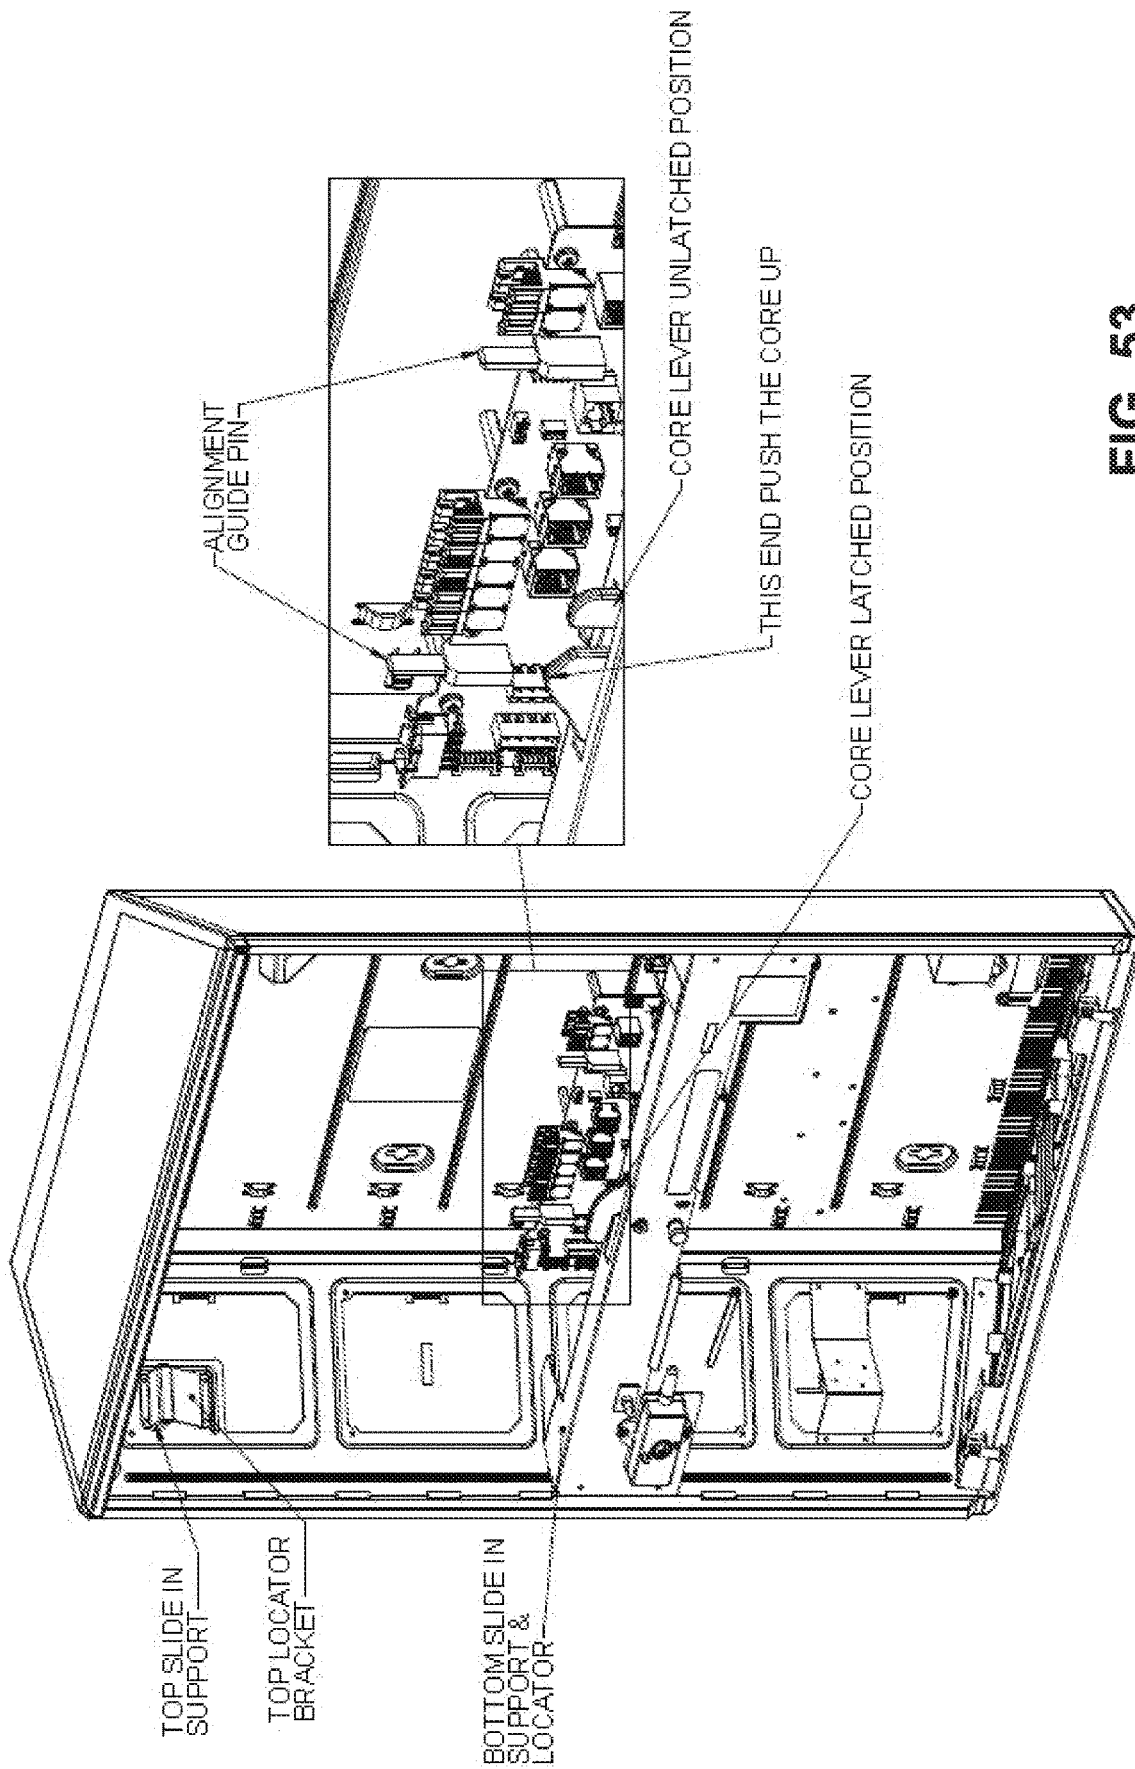 TOP SLIDE IN
SUPPORT
TOP LOCATOR
BRACKET
BOTTOM SLIDE IN
SUPPORT &
LOCATOR
ALIGNMENT
GUIDE PIN
CORE LEVER UNLATCHED POSITION
THIS END PUSH THE CORE UP
CORE LEVER LATCHED POSITION
FIG. 53